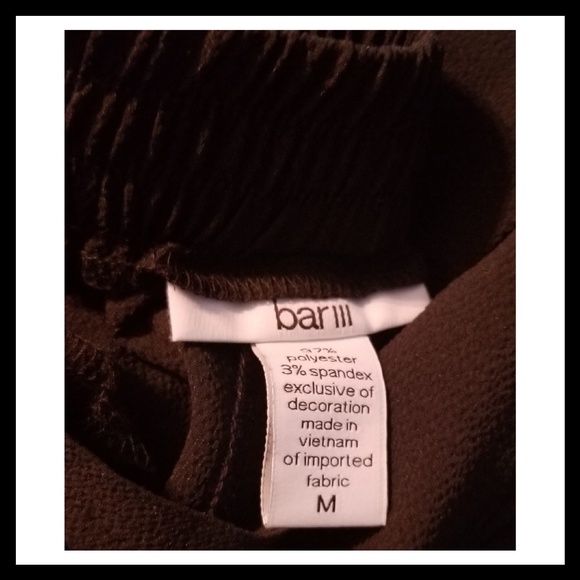 bar III
97%
polyester
3% spandex
exclusive of
decoration
made in
vietnam
of imported
fabric
M